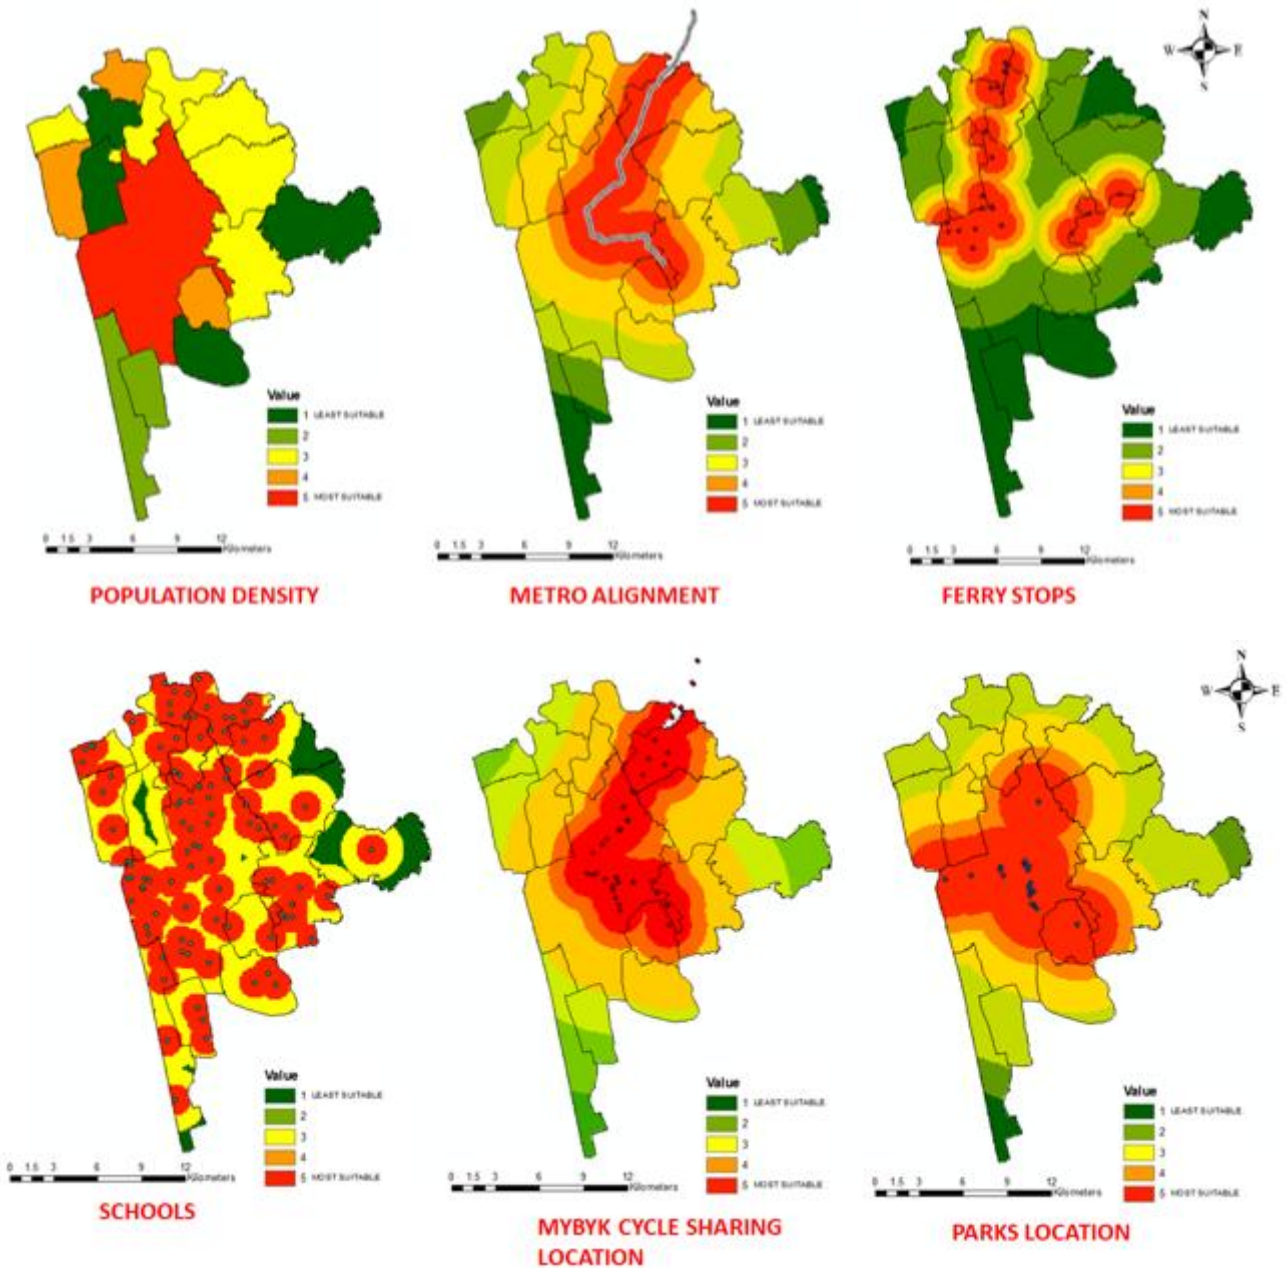 N
W E
S
Value
1 LEAST SUITABLE
2
3
4
5 MOST SUITABLE
0 1.5 3 6 9 12
Kilometers
POPULATION DENSITY
Value
1 LEAST SUITABLE
2
3
4
5 MOST SUITABLE
0 1.5 3 6 9 12
Kilometers
METRO ALIGNMENT
Value
1 LEAST SUITABLE
2
3
4
5 MOST SUITABLE
0 1.5 3 6 9 12
Kilometers
FERRY STOPS
N
W E
S
Value
1 LEAST SUITABLE
2
3
4
5 MOST SUITABLE
0 1.5 3 6 9 12
Kilometers
SCHOOLS
Value
1 LEAST SUITABLE
2
3
4
5 MOST SUITABLE
0 1.5 3 6 9 12
Kilometers
MYBYK CYCLE SHARING
LOCATION
Value
1 LEAST SUITABLE
2
3
4
5 MOST SUITABLE
0 1.5 3 6 9 12
Kilometers
PARKS LOCATION